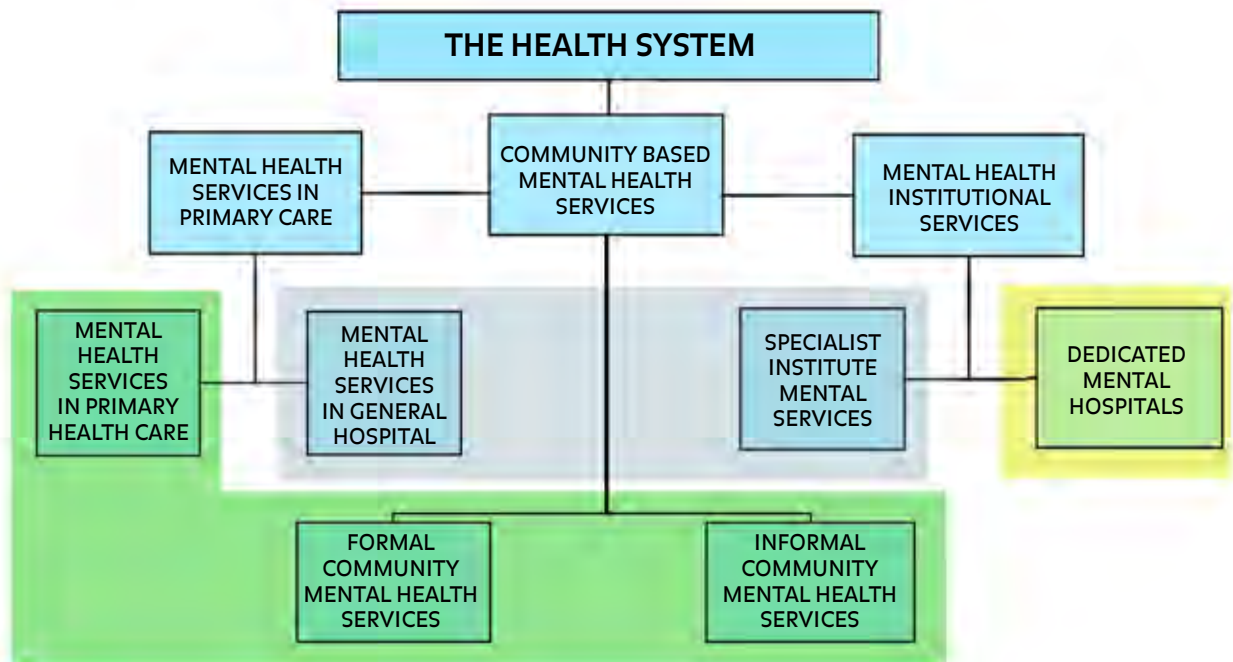 THE HEALTH SYSTEM
MENTAL HEALTH
SERVICES IN
PRIMARY CARE
COMMUNITY BASED
MENTAL HEALTH
SERVICES
MENTAL HEALTH
INSTITUTIONAL
SERVICES
MENTAL
HEALTH
SERVICES
IN PRIMARY
HEALTH CARE
MENTAL
HEALTH
SERVICES
IN GENERAL
HOSPITAL
SPECIALIST
INSTITUTE
MENTAL
SERVICES
DEDICATED
MENTAL
HOSPITALS
FORMAL
COMMUNITY
MENTAL HEALTH
SERVICES
INFORMAL
COMMUNITY
MENTAL HEALTH
SERVICES